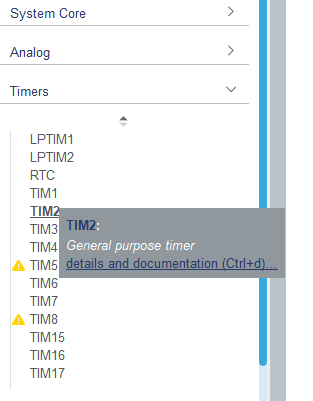 System Core
Analog
Timers
LPTIM1
LPTIM2
RTC
TIM1
TIM2
TIM3
TIM4
TIM5
TIM6
TIM7
TIM8
TIM15
TIM16
TIM17
TIM2:
General purpose timer
details and documentation (Ctrl+d)...